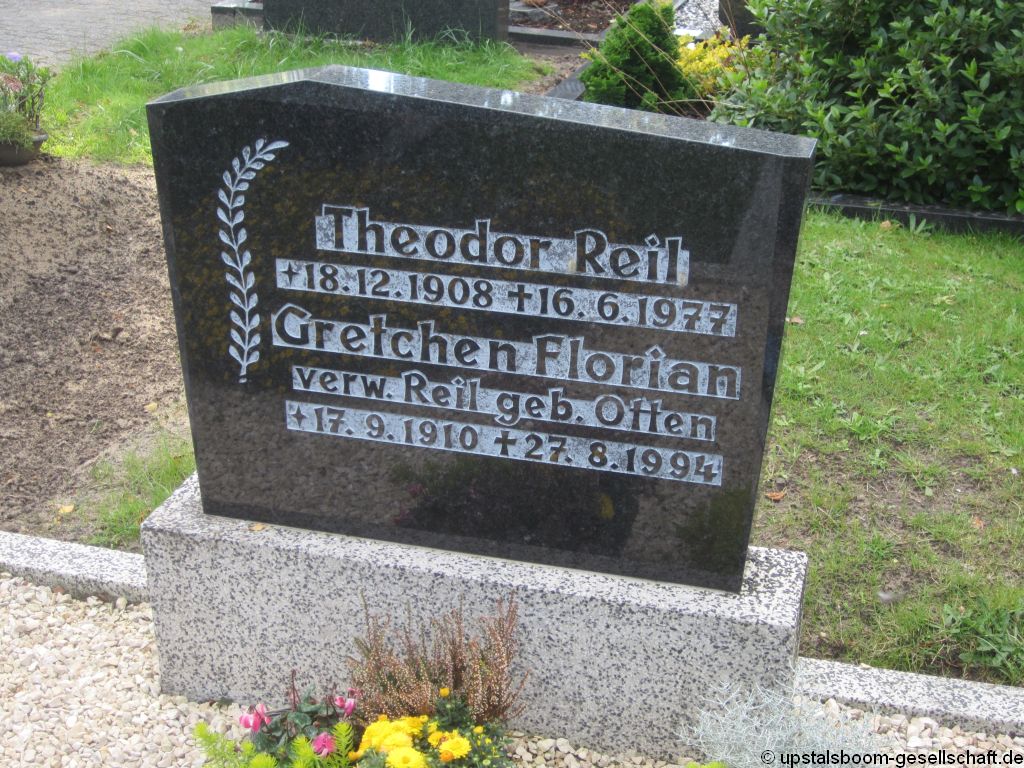 Theodor Reil
+18.12.1908 +16.6.1977
Gretchen Florian
verw. Reil geb. Otten
+17.9.1910 +27.8.1994
© upstalsboom-gesellschaft.de